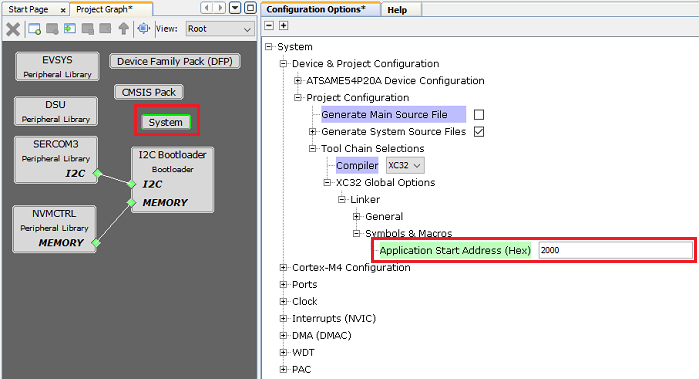 Start Page
Project Graph*
View: Root
EVSYS
Peripheral Library
Device Family Pack (DFP)
DSU
Peripheral Library
CMSIS Pack
System
SERCOM3
Peripheral Library
I2C
I2C Bootloader
Bootloader
I2C
MEMORY
NVMCTRL
Peripheral Library
MEMORY
Configuration Options*
Help
System
Device & Project Configuration
ATSAME54P20A Device Configuration
Project Configuration
Generate Main Source File
Generate System Source Files
Tool Chain Selections
Compiler XC32
XC32 Global Options
Linker
General
Symbols & Macros
Application Start Address (Hex) 2000
Cortex-M4 Configuration
Ports
Clock
Interrupts (NVIC)
DMA (DMAC)
WDT
PAC